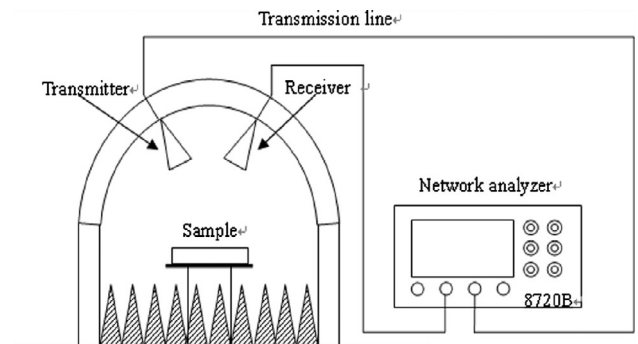 Transmission line
Transmitter
Receiver
Network analyzer
Sample
8720B